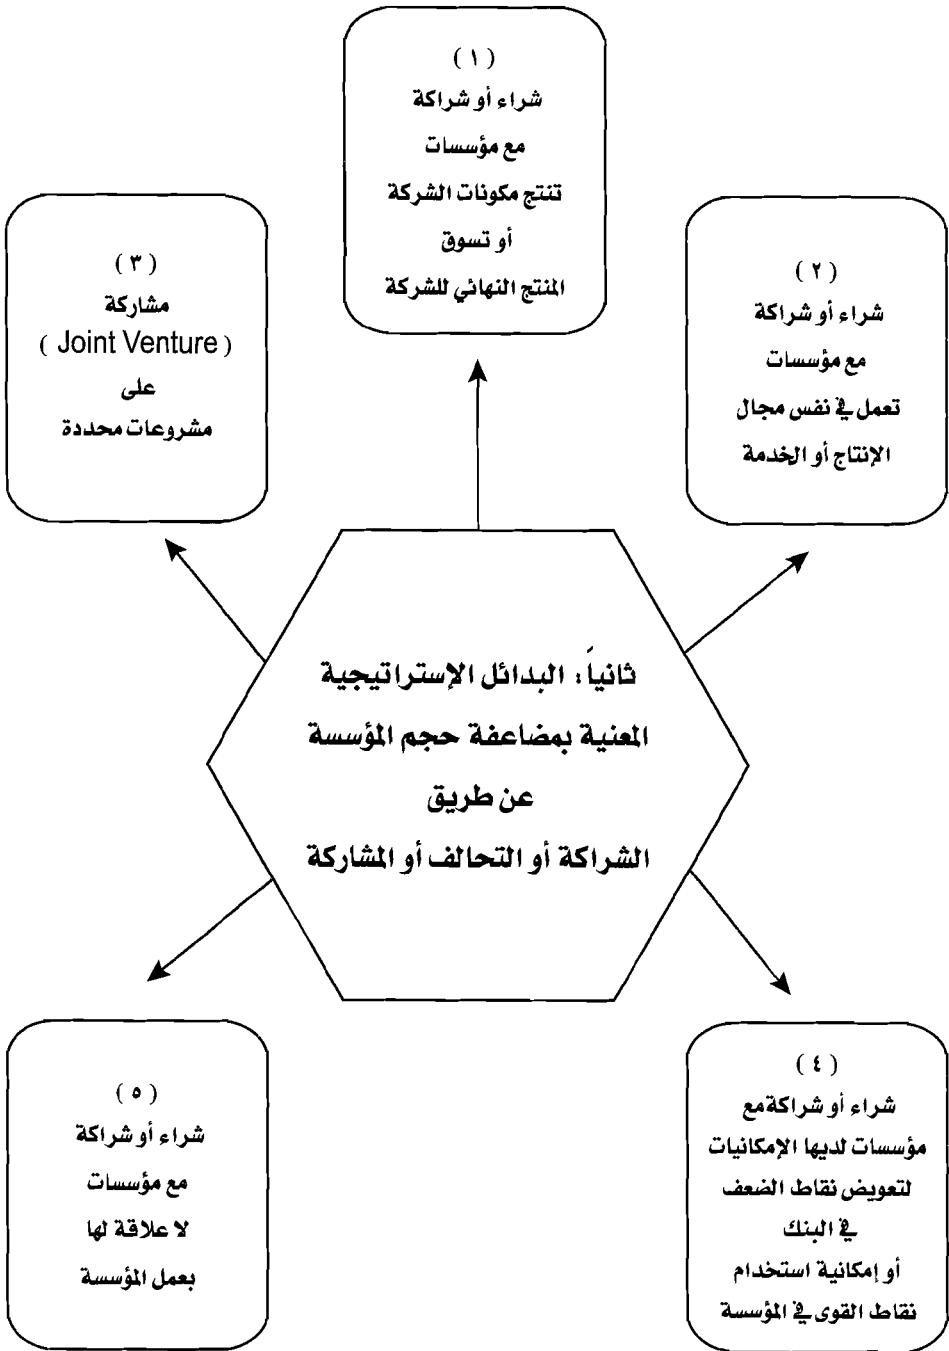 ( ١ )
شراء أو شراكة
مع مؤسسات
تنتج مكونات الشركة
أو تسوق
المنتج النهائي للشركة
( ٢ )
شراء أو شراكة
مع مؤسسات
تعمل في نفس مجال
الإنتاج أو الخدمة
( ٣ )
مشاركة
( Joint Venture )
على
مشروعات محددة
ثانياً: البدائل الإستراتيجية
المعنية بمضاعفة حجم المؤسسة
عن طريق
الشراكة أو التحالف أو المشاركة
( ٤ )
شراء أو شراكة مع
مؤسسات لديها الإمكانيات
لتعويض نقاط الضعف
في البنك
أو إمكانية استخدام
نقاط القوى في المؤسسة
( ٥ )
شراء أو شراكة
مع مؤسسات
لا علاقة لها
بعمل المؤسسة